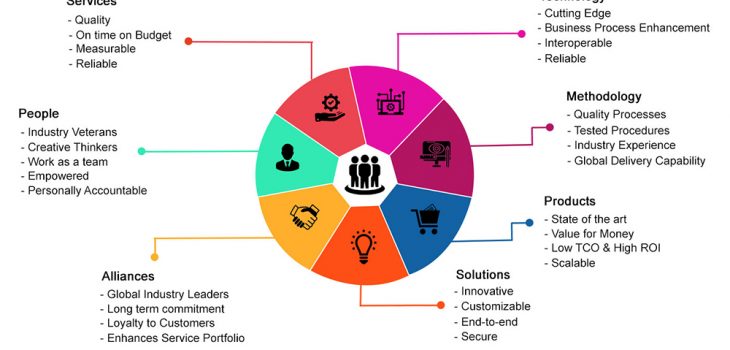 Services
- Quality
- On time on Budget
- Measurable
- Reliable
Technology
- Cutting Edge
- Business Process Enhancement
- Interoperable
- Reliable
People
- Industry Veterans
- Creative Thinkers
- Work as a team
- Empowered
- Personally Accountable
Methodology
- Quality Processes
- Tested Procedures
- Industry Experience
- Global Delivery Capability
Products
- State of the art
- Value for Money
- Low TCO & High ROI
- Scalable
Alliances
- Global Industry Leaders
- Long term commitment
- Loyalty to Customers
- Enhances Service Portfolio
Solutions
- Innovative
- Customizable
- End-to-end
- Secure